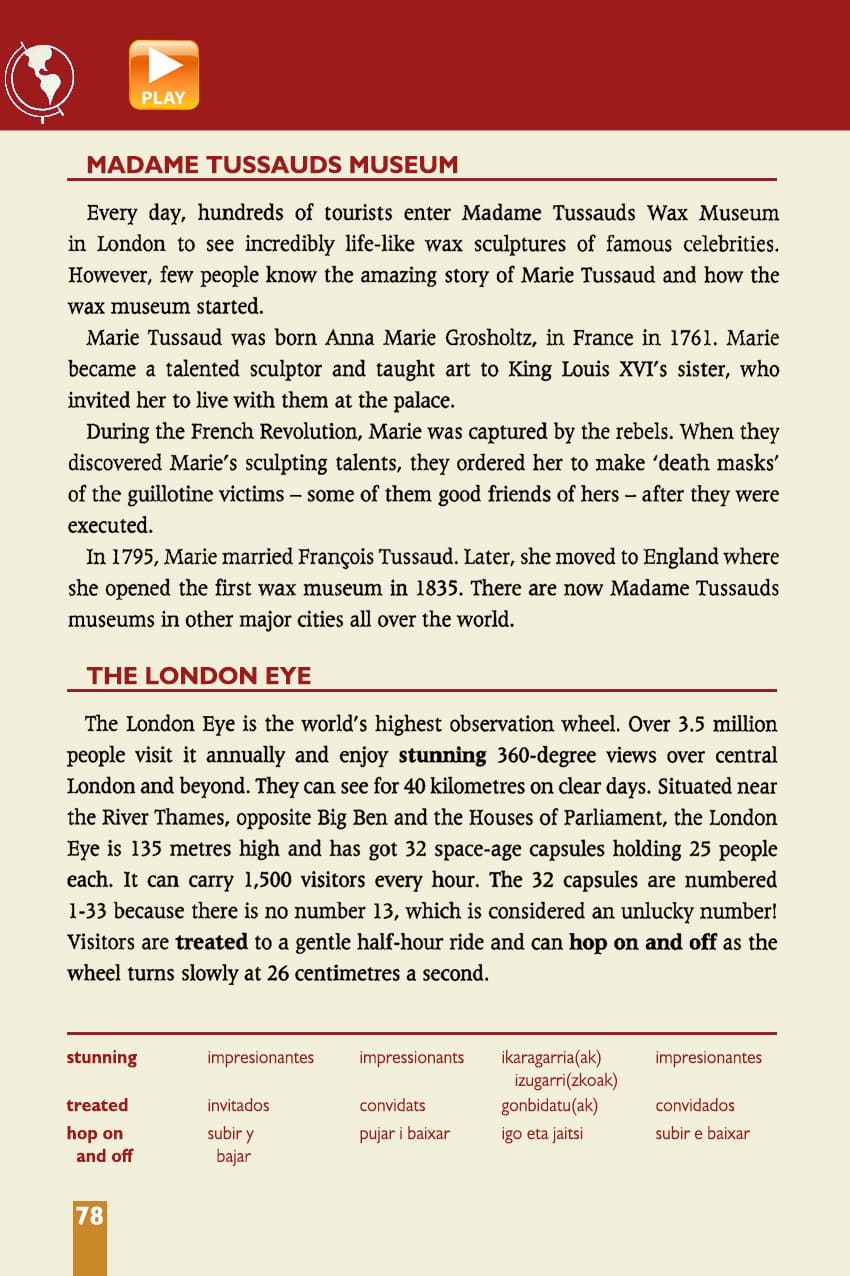 PLAY
MADAME TUSSAUDS MUSEUM
Every day, hundreds of tourists enter Madame Tussauds Wax Museum
in London to see incredibly life-like wax sculptures of famous celebrities.
However, few people know the amazing story of Marie Tussaud and how the
wax museum started.
Marie Tussaud was born Anna Marie Grosholtz, in France in 1761. Marie
became a talented sculptor and taught art to King Louis XVI's sister, who
invited her to live with them at the palace.
During the French Revolution, Marie was captured by the rebels. When they
discovered Marie's sculpting talents, they ordered her to make ‘death masks’
of the guillotine victims – some of them good friends of hers – after they were
executed.
In 1795, Marie married François Tussaud. Later, she moved to England where
she opened the first wax museum in 1835. There are now Madame Tussauds
museums in other major cities all over the world.
THE LONDON EYE
The London Eye is the world's highest observation wheel. Over 3.5 million
people visit it annually and enjoy stunning 360-degree views over central
London and beyond. They can see for 40 kilometres on clear days. Situated near
the River Thames, opposite Big Ben and the Houses of Parliament, the London
Eye is 135 metres high and has got 32 space-age capsules holding 25 people
each. It can carry 1,500 visitors every hour. The 32 capsules are numbered
1-33 because there is no number 13, which is considered an unlucky number!
Visitors are treated to a gentle half-hour ride and can hop on and off as the
wheel turns slowly at 26 centimetres a second.
stunning impresionantes impressionants ikaragarria(ak) impresionantes
izugarri(zkoak)
treated invitados convidats gonbidatu(ak) convidados
hop on subir y pujar i baixar igo eta jaitsi subir e baixar
and off bajar
78